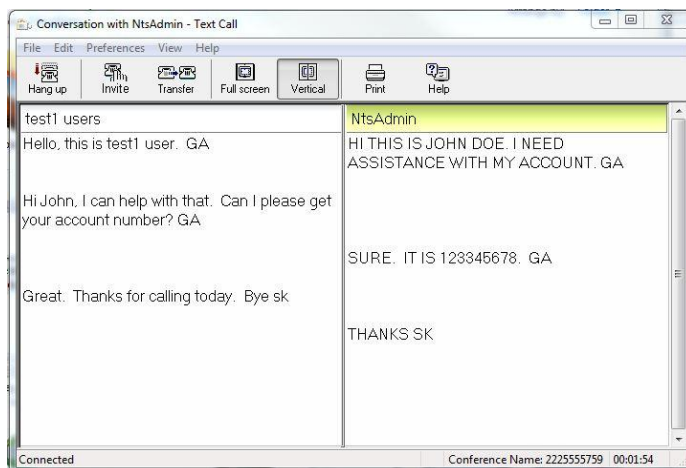 Conversation with NtsAdmin - Text Call
File Edit Preferences View Help
Hang up Invite Transfer Full screen Vertical Print Help
test1 users
Hello, this is test1 user. GA
Hi John, I can help with that. Can I please get
your account number? GA
Great. Thanks for calling today. Bye sk
NtsAdmin
HI THIS IS JOHN DOE. I NEED
ASSISTANCE WITH MY ACCOUNT. GA
SURE. IT IS 123345678. GA
THANKS SK
Connected
Conference Name: 2225555759 00:01:54